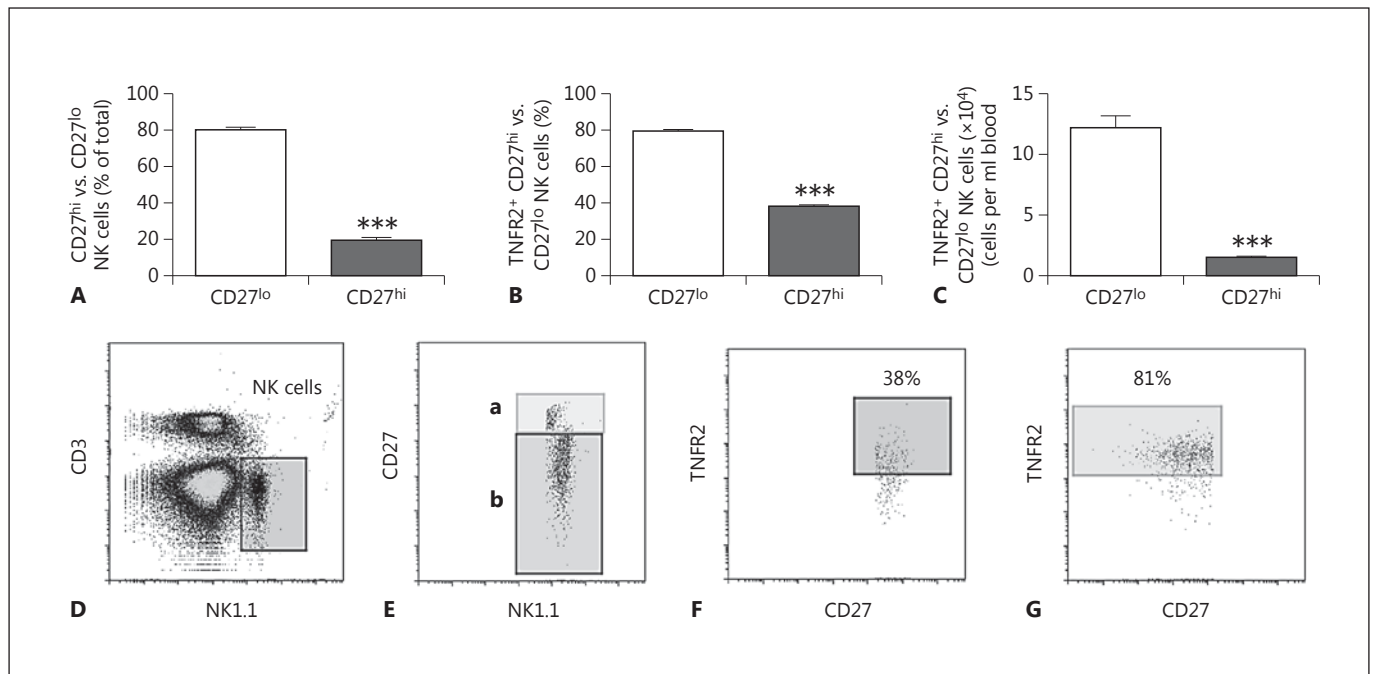 CD27hi vs. CD27lo
NK cells (% of total)
100
80
60
40
20
0
***
A
CD27lo
CD27hi
TNFR2+ CD27hi vs.
CD27lo NK cells (%)
100
80
60
40
20
0
***
B
CD27lo
CD27hi
TNFR2+ CD27hi vs.
CD27lo NK cells (×104)
(cells per ml blood
15
10
5
0
***
C
CD27lo
CD27hi
CD3
NK cells
D
NK1.1
CD27
a
b
E
NK1.1
TNFR2
38%
F
CD27
TNFR2
81%
G
CD27